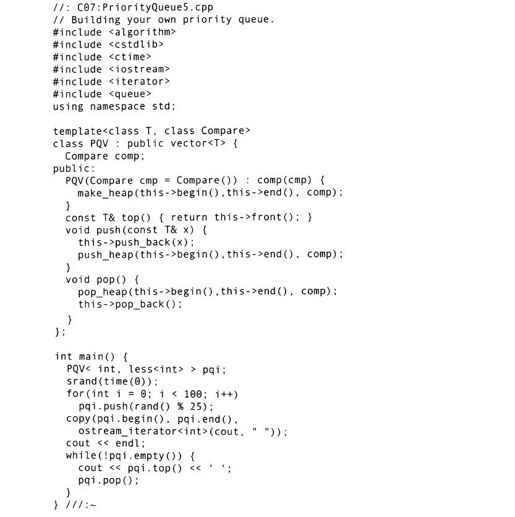 //: C07:PriorityQueue5.cpp
// Building your own priority queue.
#include <algorithm>
#include <cstdlib>
#include <ctime>
#include <iostream>
#include <iterator>
#include <queue>
using namespace std;

template<class T, class Compare>
class PQV : public vector<T> {
  Compare comp;
public:
  PQV(Compare cmp = Compare()) : comp(cmp) {
    make_heap(this->begin(),this->end(), comp);
  }
  const T& top() { return this->front(); }
  void push(const T& x) {
    this->push_back(x);
    push_heap(this->begin(),this->end(), comp);
  }
  void pop() {
    pop_heap(this->begin(),this->end(), comp);
    this->pop_back();
  }
};

int main() {
  PQV< int, less<int> > pqi;
  srand(time(0));
  for(int i = 0; i < 100; i++)
    pqi.push(rand() % 25);
  copy(pqi.begin(), pqi.end(),
    ostream_iterator<int>(cout, " "));
  cout << endl;
  while(!pqi.empty()) {
    cout << pqi.top() << ' ';
    pqi.pop();
  }
} ///:~